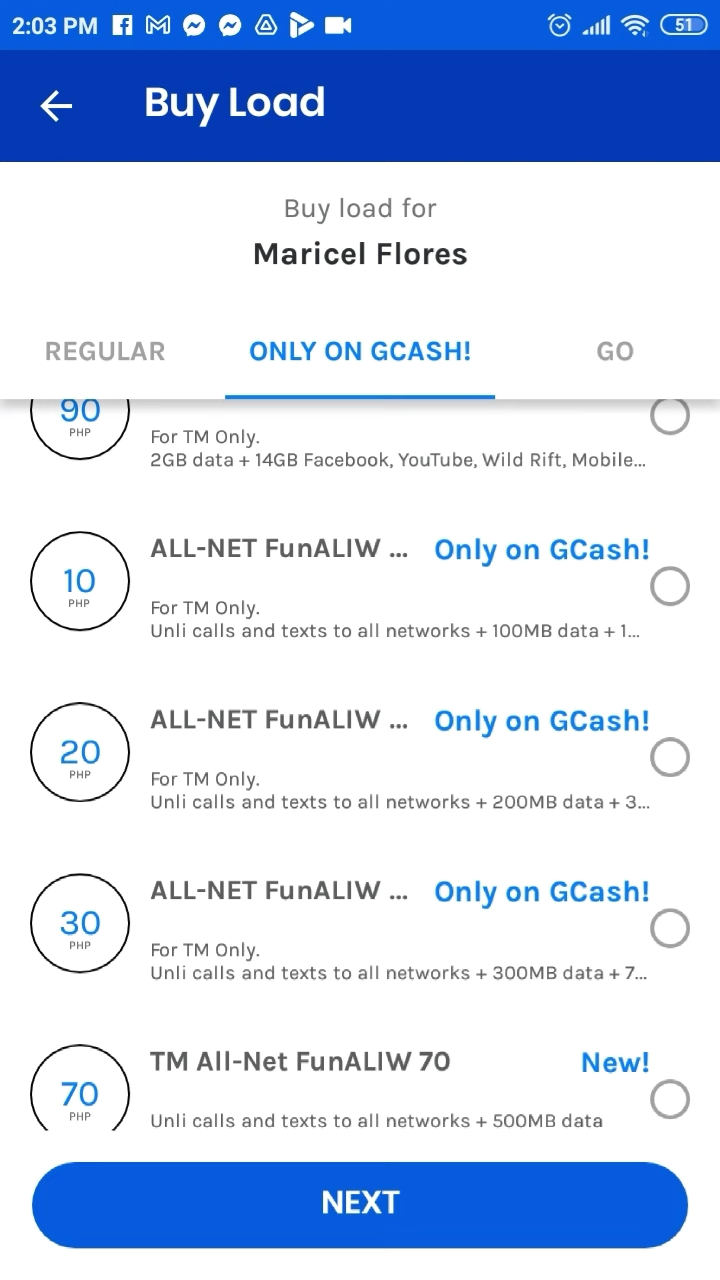 2:03 PM
51
Buy Load
Buy load for
Maricel Flores
REGULAR
ONLY ON GCASH!
GO
90
PHP
For TM Only.
2GB data + 14GB Facebook, YouTube, Wild Rift, Mobile...
ALL-NET FunALIW ...
Only on GCash!
10
PHP
For TM Only.
Unli calls and texts to all networks + 100MB data + 1...
ALL-NET FunALIW ...
Only on GCash!
20
PHP
For TM Only.
Unli calls and texts to all networks + 200MB data + 3...
ALL-NET FunALIW ...
Only on GCash!
30
PHP
For TM Only.
Unli calls and texts to all networks + 300MB data + 7...
TM All-Net FunALIW 70
New!
70
PHP
Unli calls and texts to all networks + 500MB data
NEXT